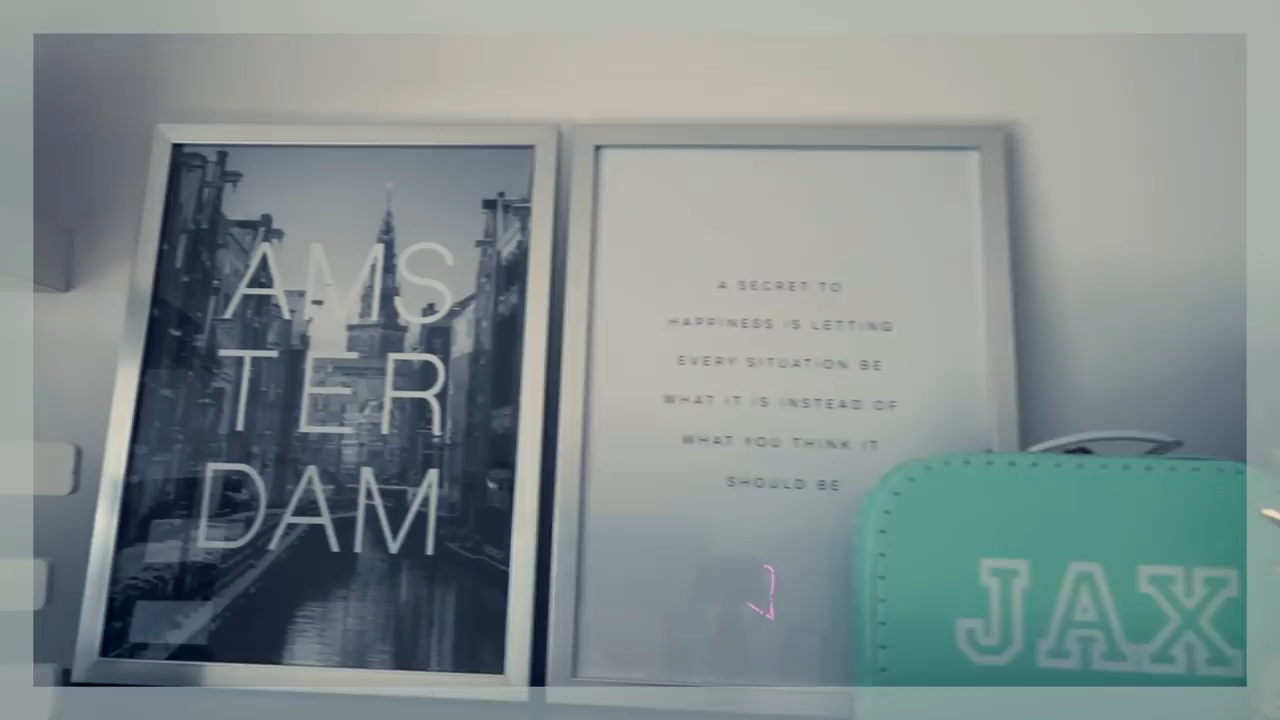 AMS
TER
DAM
A SECRET TO
HAPPINESS IS LETTING
EVERY SITUATION BE
WHAT IT IS INSTEAD OF
WHAT YOU THINK IT
SHOULD BE
JAX